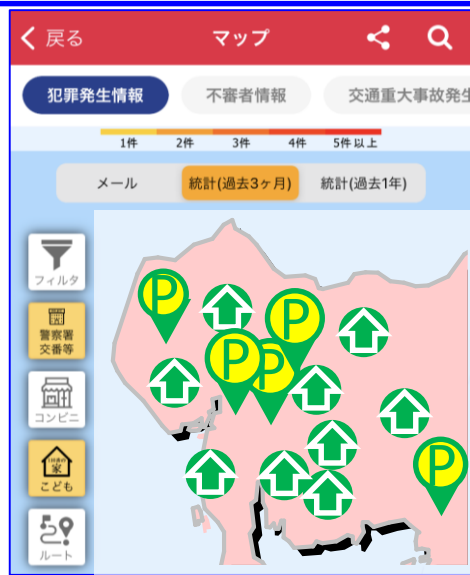 戻る
マップ
犯罪発生情報
不審者情報
交通重大事故発生
1件
2件
3件
4件
5件以上
メール
統計(過去3ヶ月)
統計(過去1年)
フィルタ
警察署
交番等
コンビニ
家
こども
ルート
P
P
P
P
P